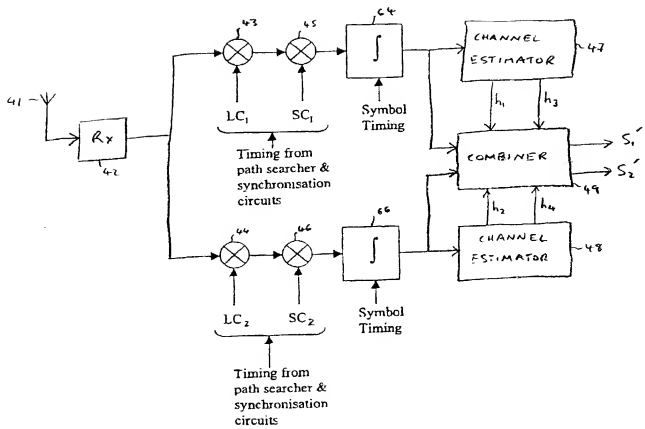 43
45
64
41
Rx
42
LC1
SC1
Symbol
Timing
Timing from
path searcher &
synchronisation
circuits
CHANNEL
ESTIMATOR
47
h1
h3
COMBINER
S1'
S2'
49
h2
h4
CHANNEL
ESTIMATOR
48
44
46
66
∫
∫
LC2
SC2
Symbol
Timing
Timing from
path searcher &
synchronisation
circuits